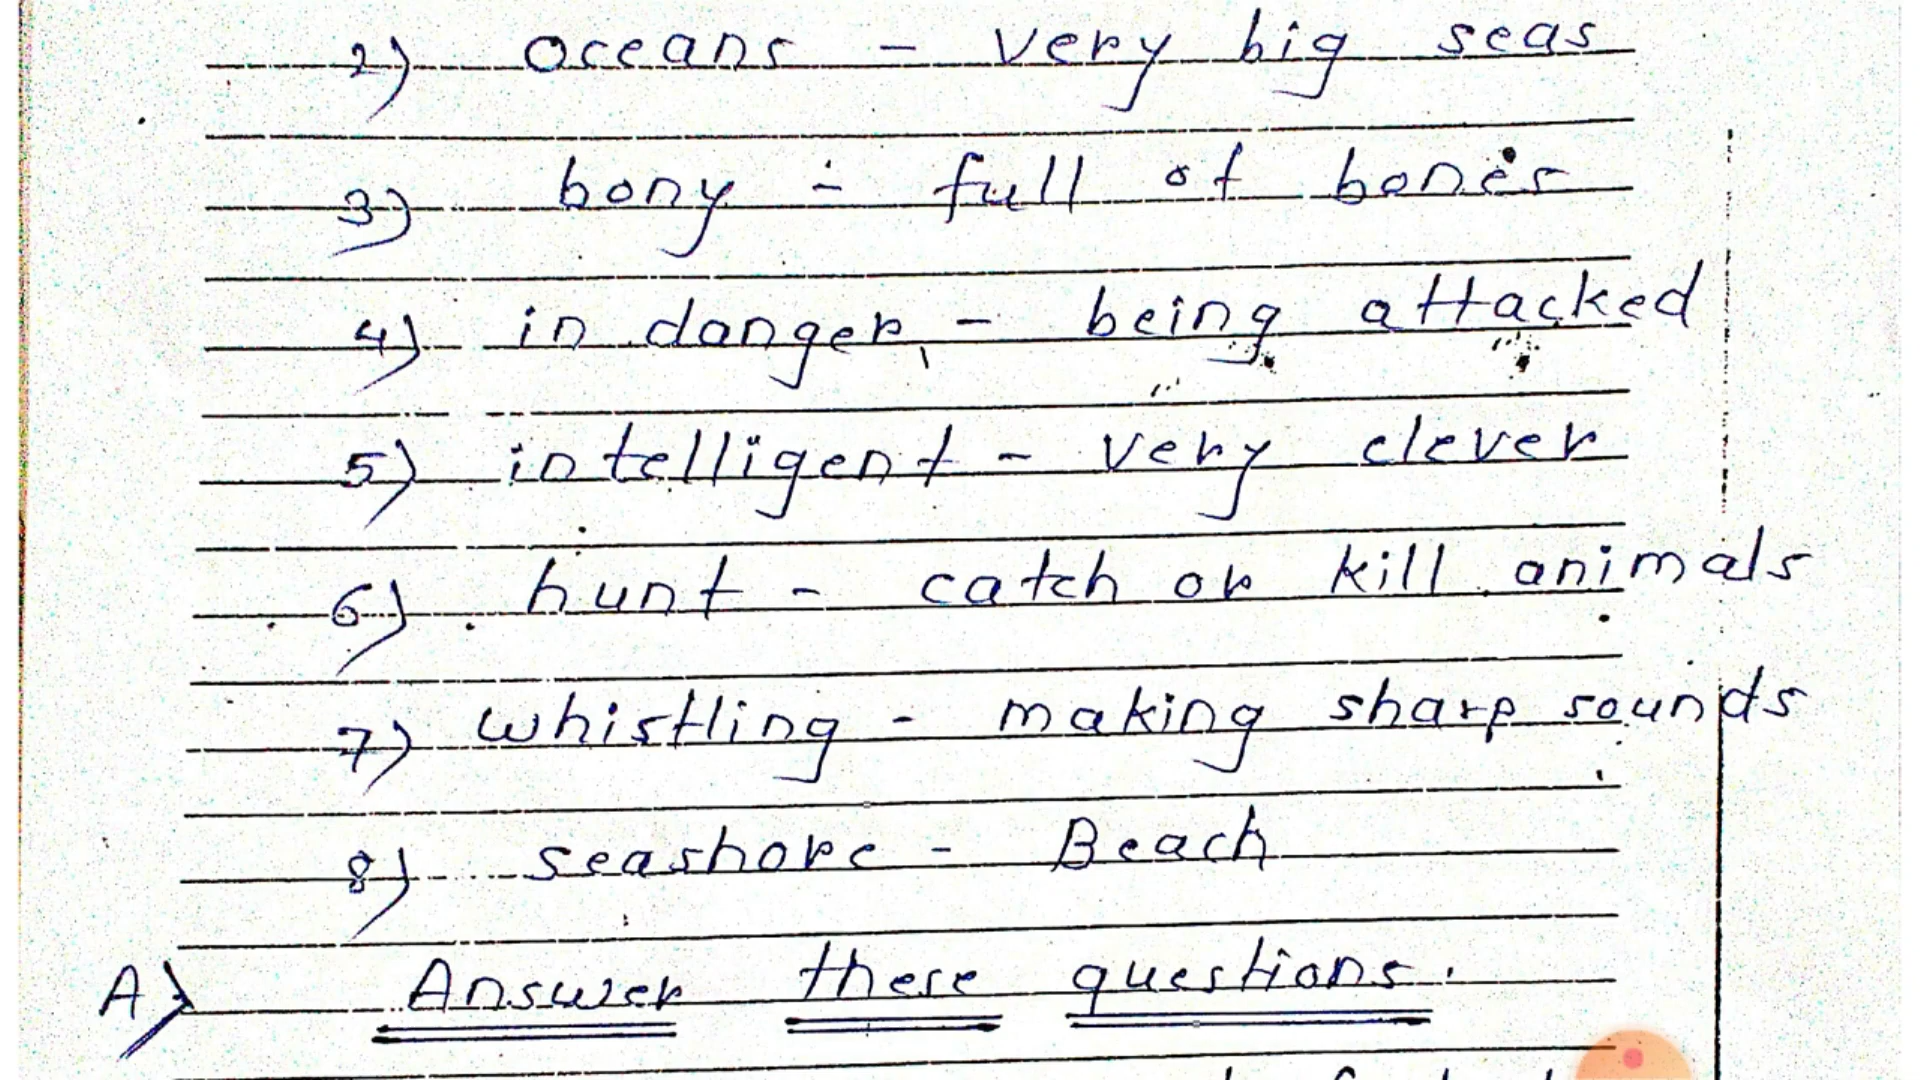 2) oceans - very big seas
3) bony - full of bones
4) in danger - being attacked
5) intelligent - very clever
6) hunt - catch or kill animals
7) whistling - making sharp sounds
8) seashore - Beach
A) Answer these questions.